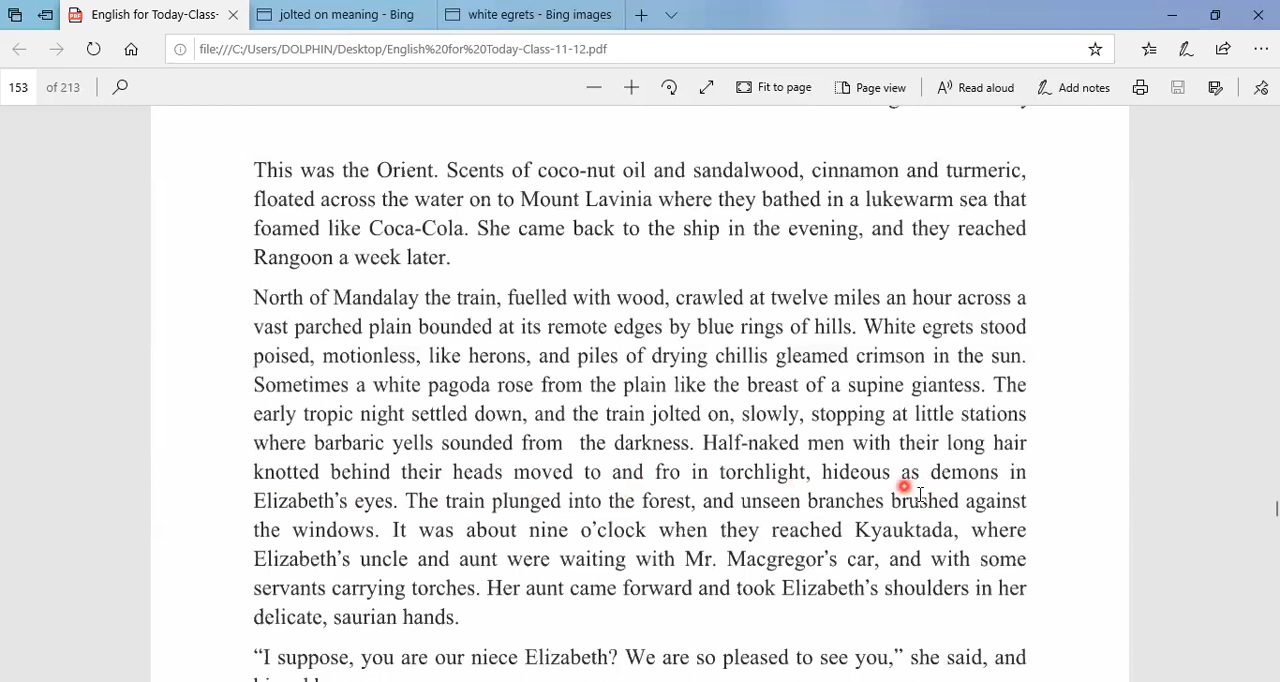 English for Today-Class-
jolted on meaning - Bing
white egrets - Bing images
file:///C:/Users/DOLPHIN/Desktop/English%20for%20Today-Class-11-12.pdf
153 of 213
Fit to page
Page view
Read aloud
Add notes
This was the Orient. Scents of coco-nut oil and sandalwood, cinnamon and turmeric,
floated across the water on to Mount Lavinia where they bathed in a lukewarm sea that
foamed like Coca-Cola. She came back to the ship in the evening, and they reached
Rangoon a week later.
North of Mandalay the train, fuelled with wood, crawled at twelve miles an hour across a
vast parched plain bounded at its remote edges by blue rings of hills. White egrets stood
poised, motionless, like herons, and piles of drying chillis gleamed crimson in the sun.
Sometimes a white pagoda rose from the plain like the breast of a supine giantess. The
early tropic night settled down, and the train jolted on, slowly, stopping at little stations
where barbaric yells sounded from the darkness. Half-naked men with their long hair
knotted behind their heads moved to and fro in torchlight, hideous as demons in
Elizabeth's eyes. The train plunged into the forest, and unseen branches brushed against
the windows. It was about nine o'clock when they reached Kyauktada, where
Elizabeth's uncle and aunt were waiting with Mr. Macgregor's car, and with some
servants carrying torches. Her aunt came forward and took Elizabeth's shoulders in her
delicate, saurian hands.
“I suppose, you are our niece Elizabeth? We are so pleased to see you,” she said, and